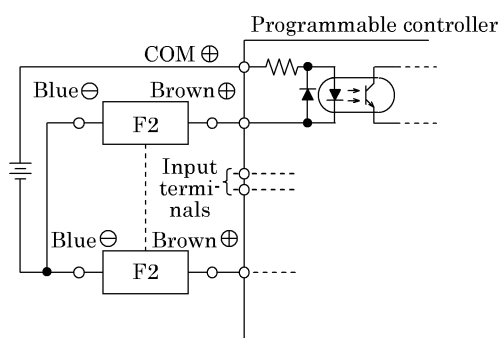 Programmable controller
COM ⊕
Blue⊖ Brown⊕
F2
Input
termi-
nals
Blue⊖ Brown⊕
F2